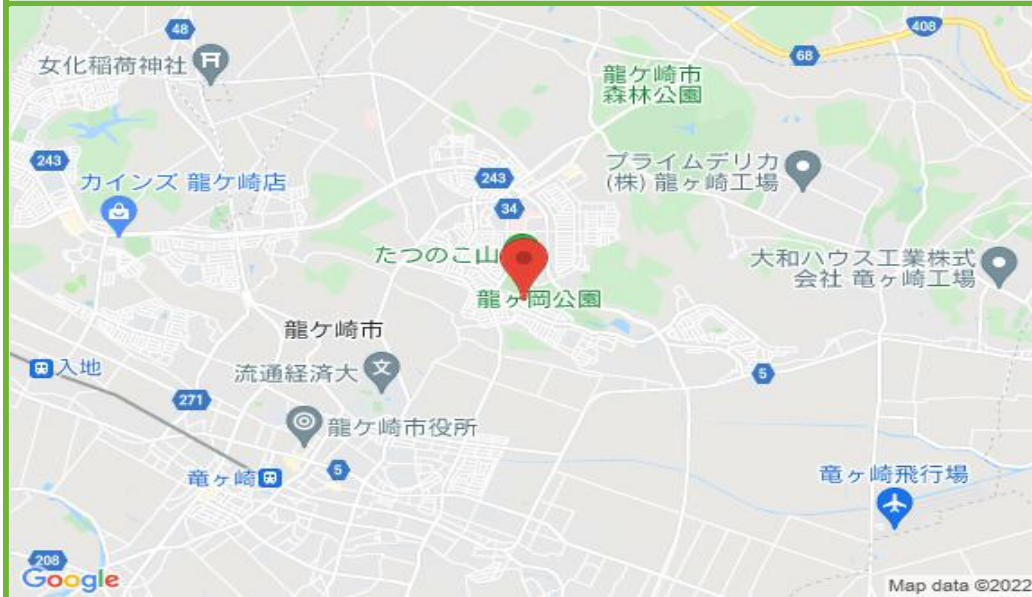 48
408
女化稲荷神社
68
龍ケ崎市
森林公園
243
プライムデリカ
(株) 龍ヶ崎工場
カインズ 龍ケ崎店
243
34
たつのこ山
大和ハウス工業株式
会社 竜ヶ崎工場
龍ヶ岡公園
龍ケ崎市
入地
流通経済大
文
5
271
龍ケ崎市役所
竜ヶ崎
5
竜ヶ崎飛行場
208
Google
Map data ©2022